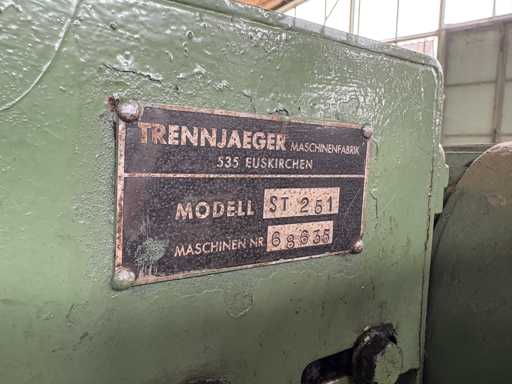 TRENNJAEGER MASCHINENFABRIK
535 EUSKIRCHEN
MODELL ST 251
MASCHINEN NR 68635